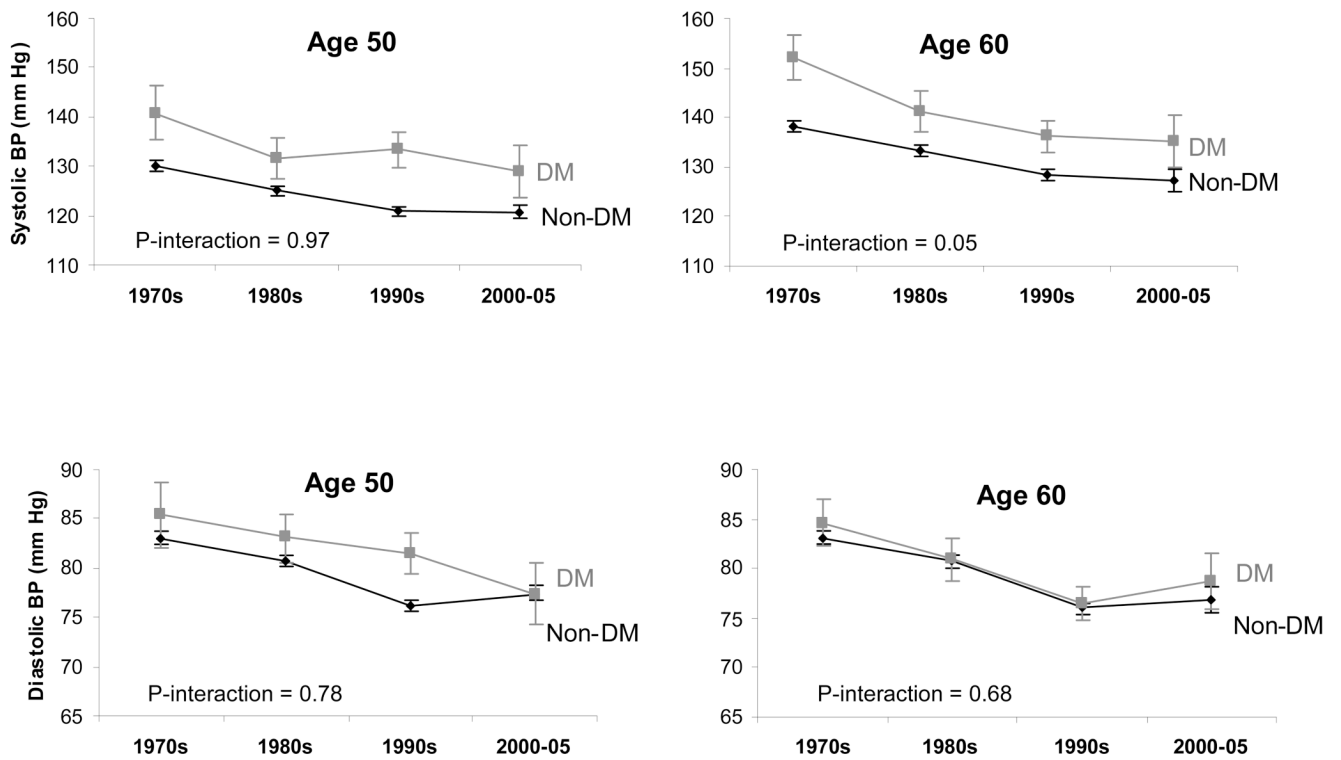 Age 50
Systolic BP (mm Hg)
160
150
140
130
120
110
DM
Non-DM
P-interaction = 0.97
1970s 1980s 1990s 2000-05
Age 60
160
150
140
130
120
110
DM
Non-DM
P-interaction = 0.05
1970s 1980s 1990s 2000-05
Age 50
Diastolic BP (mm Hg)
90
85
80
75
70
65
DM
Non-DM
P-interaction = 0.78
1970s 1980s 1990s 2000-05
Age 60
90
85
80
75
70
65
DM
Non-DM
P-interaction = 0.68
1970s 1980s 1990s 2000-05